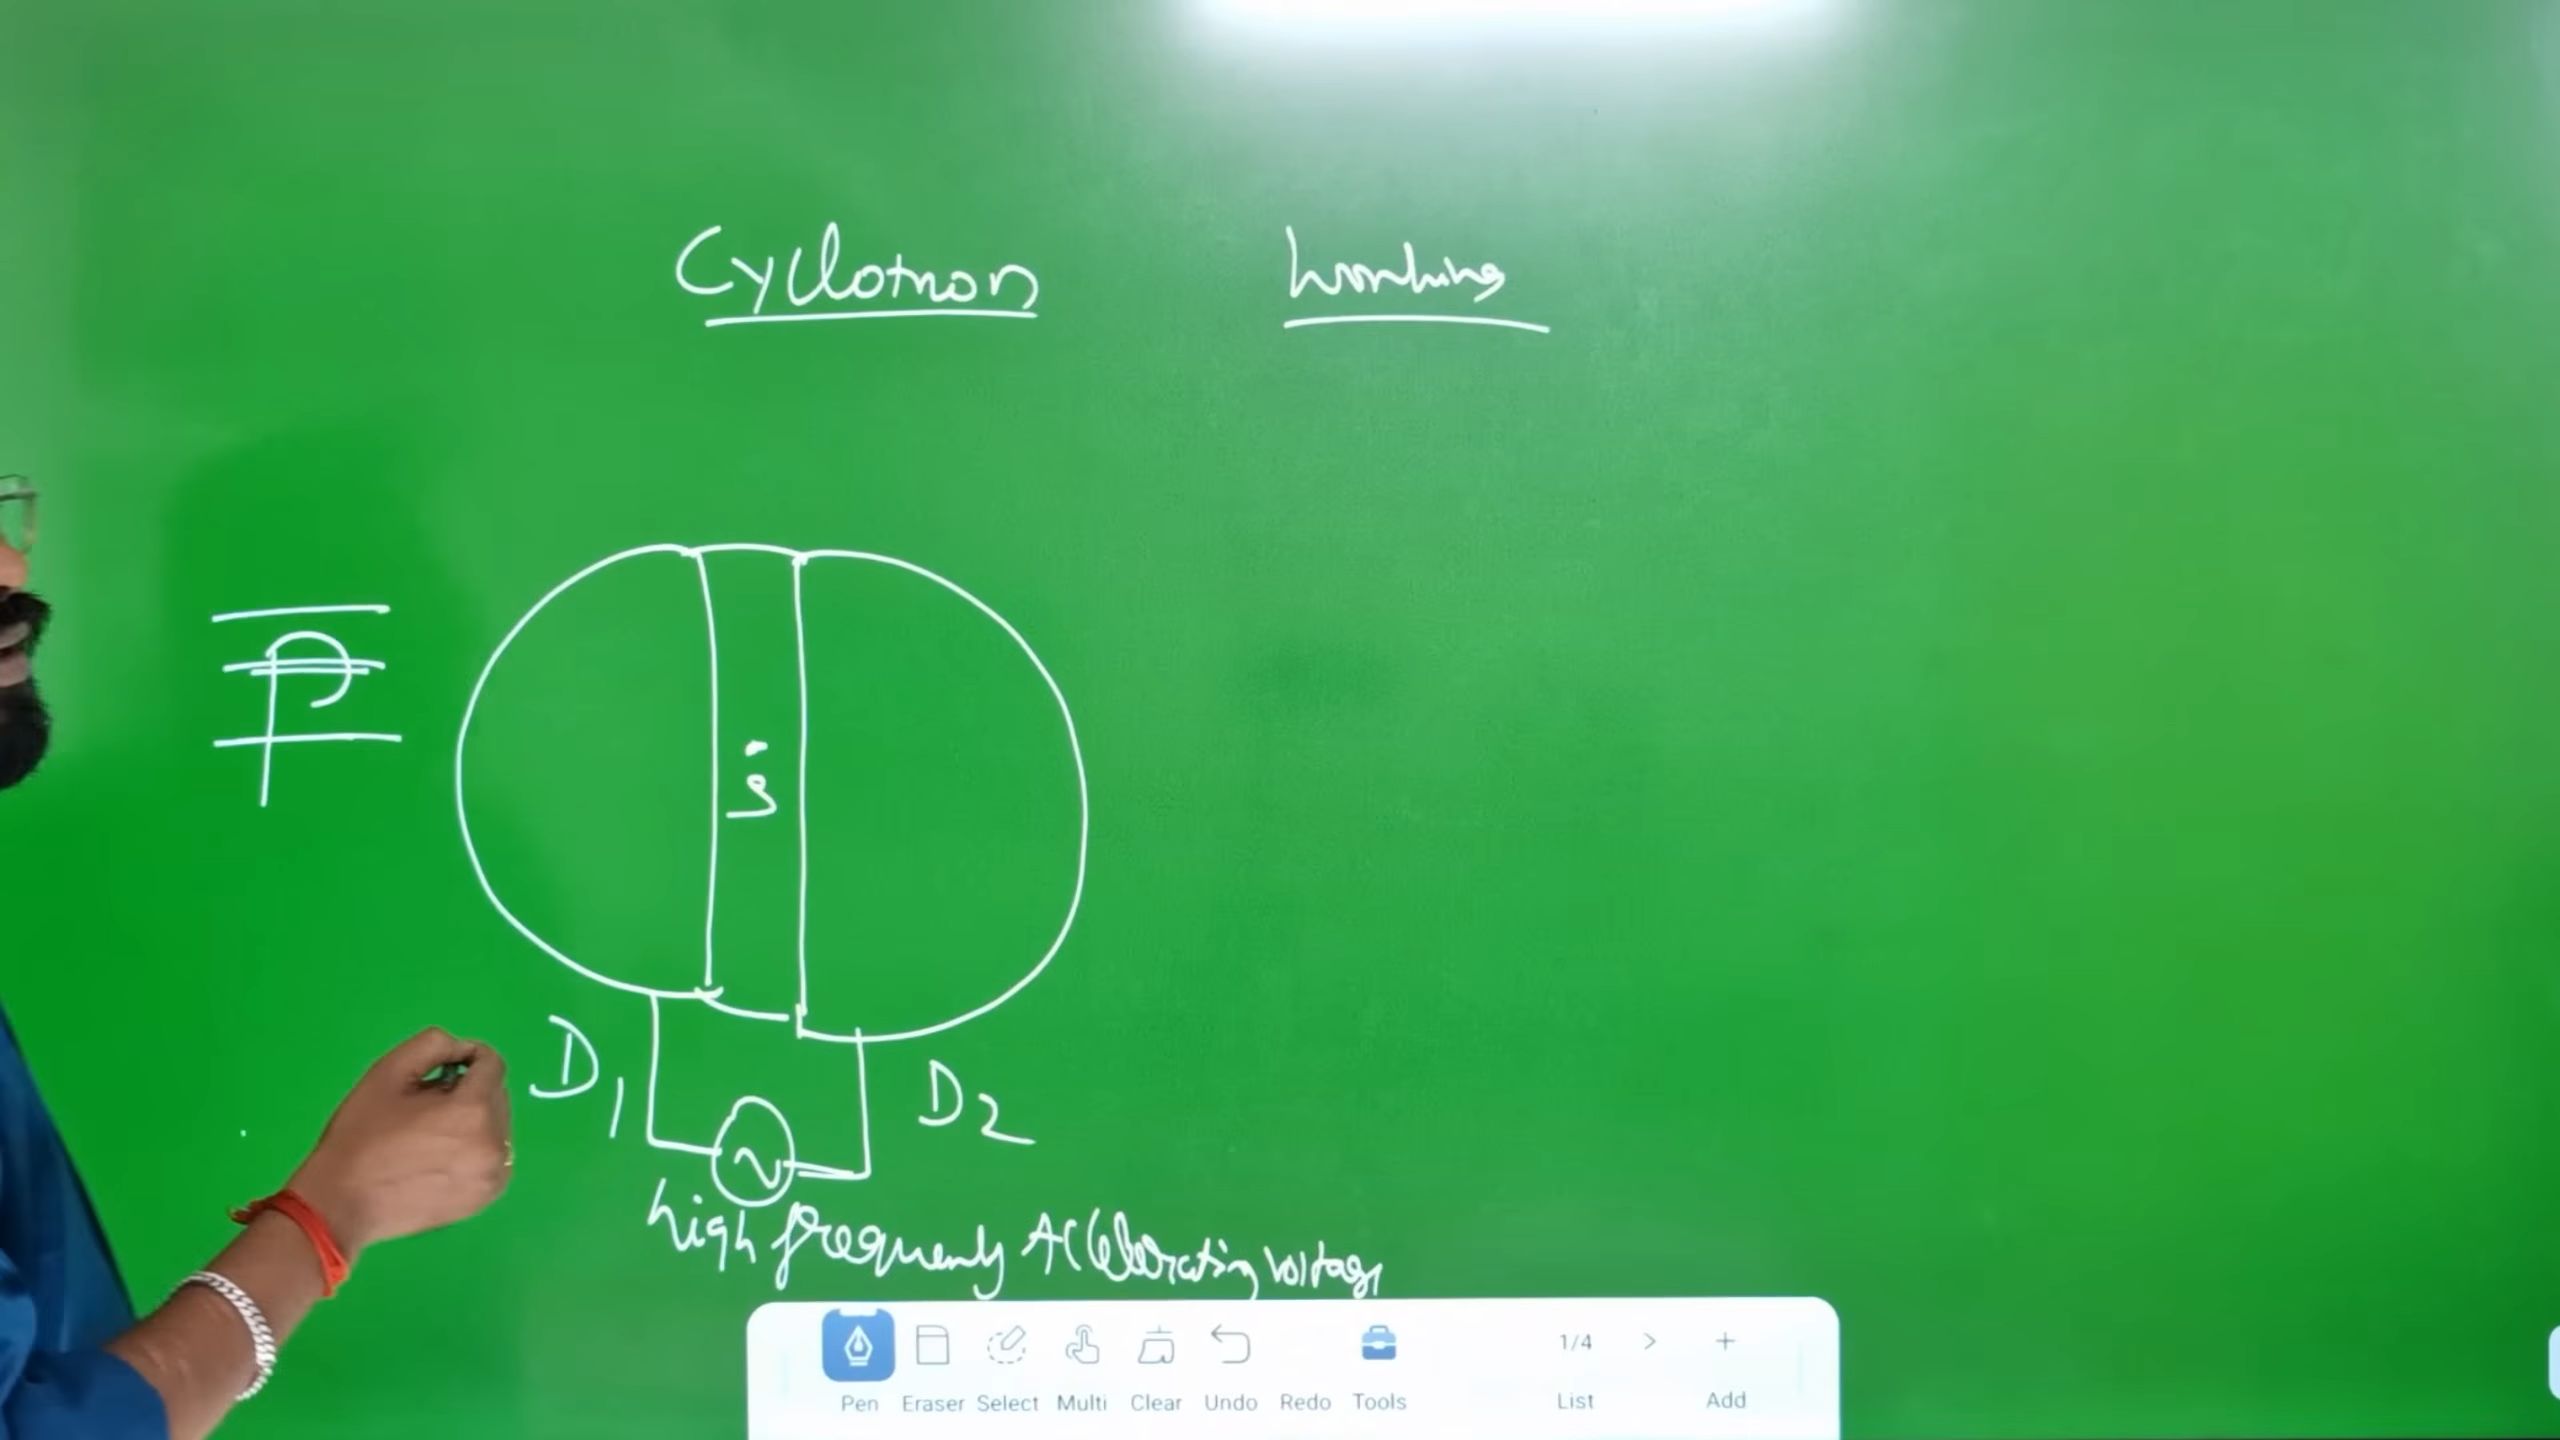 Cyclotron Working
P
S
D1 D2
high frequency Accelerating voltage
1/4
Pen Eraser Select Multi Clear Undo Redo Tools List Add